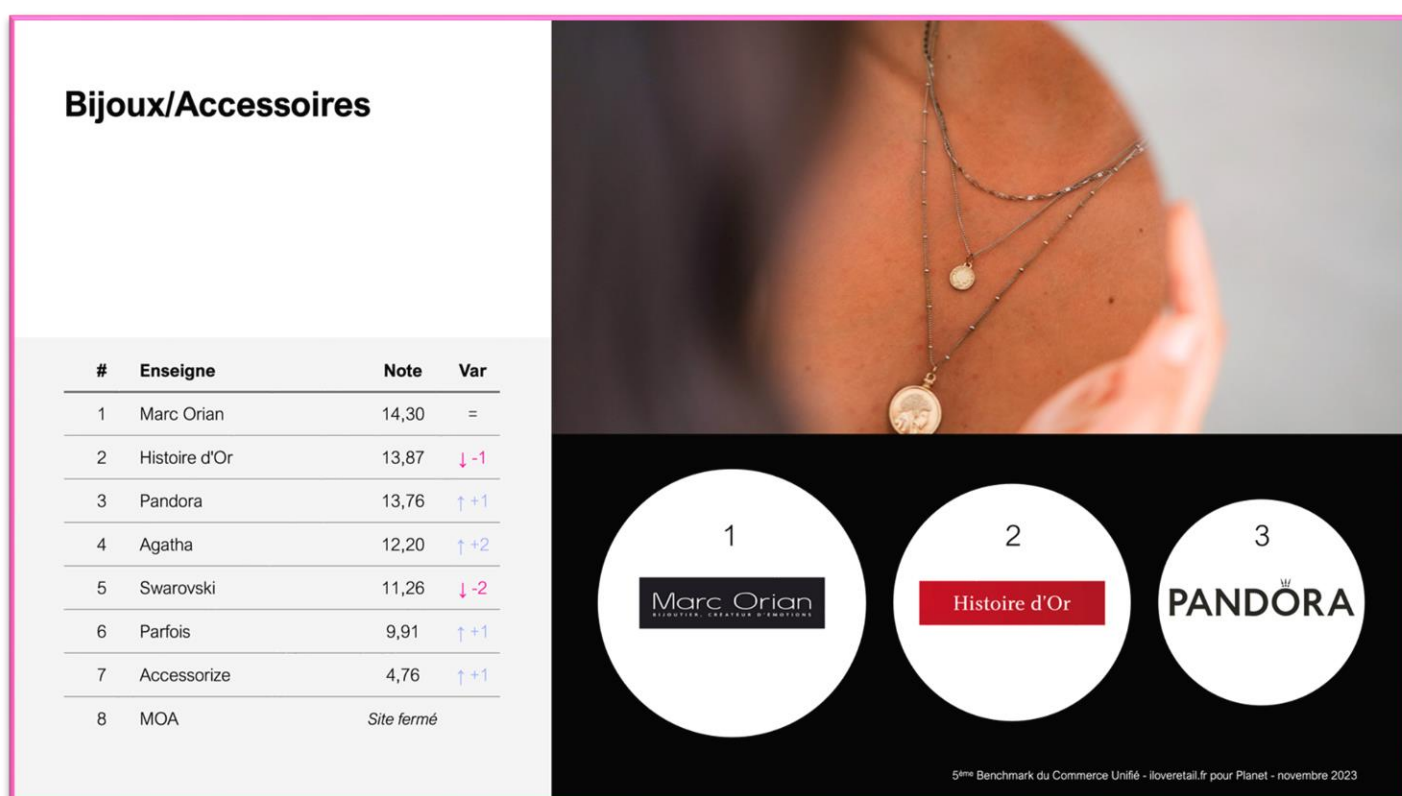 Bijoux/Accessoires
# Enseigne Note Var
1 Marc Orian 14,30 =
2 Histoire d'Or 13,87 ↓ -1
3 Pandora 13,76 ↑ +1
4 Agatha 12,20 ↑ +2
5 Swarovski 11,26 ↓ -2
6 Parfois 9,91 ↑ +1
7 Accessorize 4,76 ↑ +1
8 MOA Site fermé
1
Marc Orian
BIJOUTIER, CRÉATEUR D'ÉMOTIONS
2
Histoire d'Or
3
PANDORA
5ème Benchmark du Commerce Unifié - iloveretail.fr pour Planet - novembre 2023